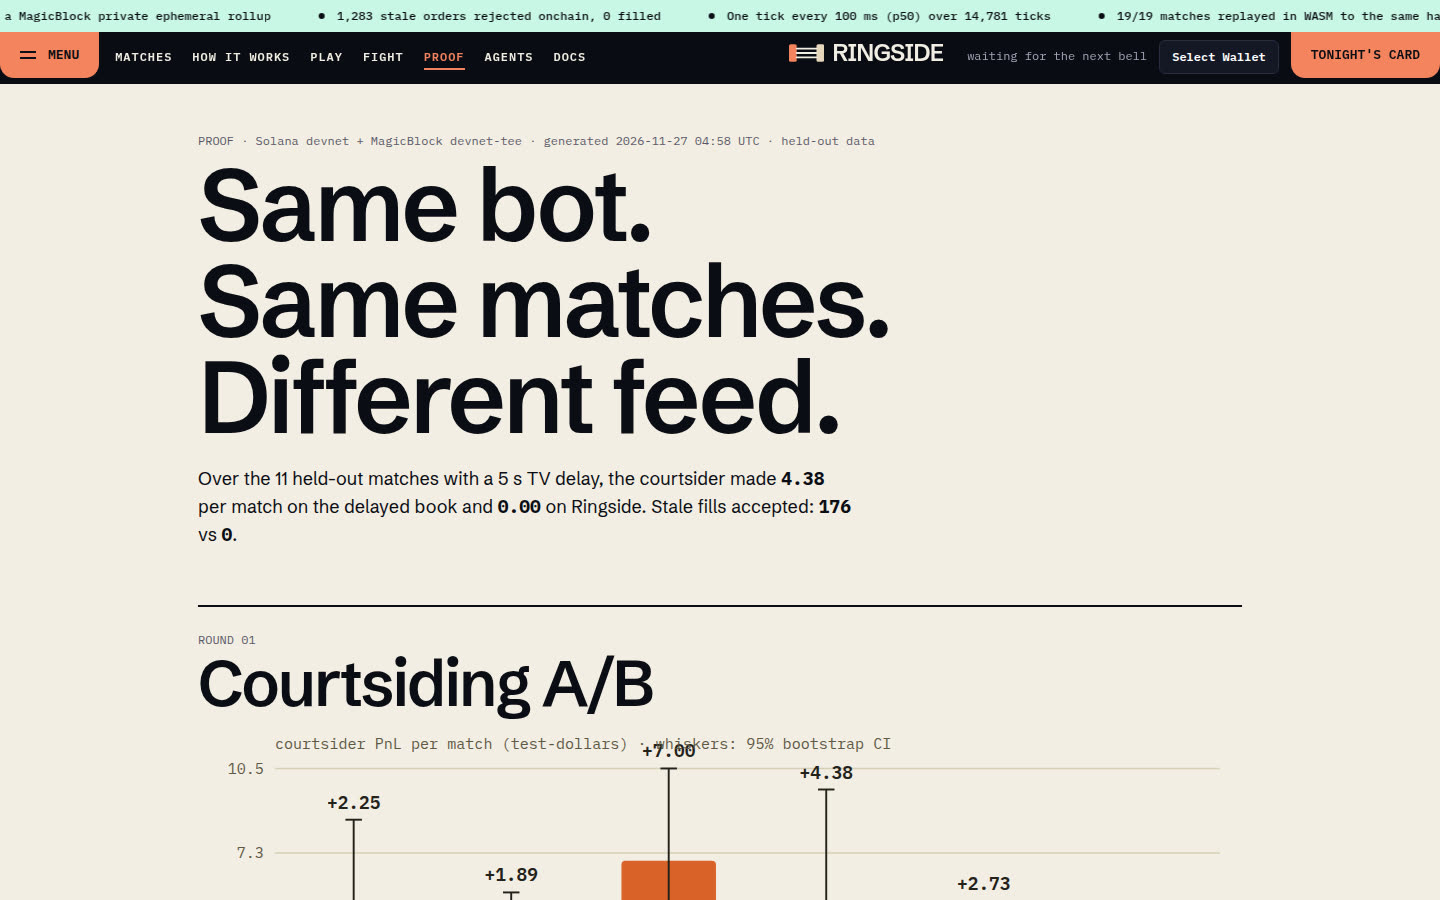 a MagicBlock private ephemeral rollup • 1,283 stale orders rejected onchain, 0 filled • One tick every 100 ms (p50) over 14,781 ticks • 19/19 matches replayed in WASM to the same ha
MENU MATCHES HOW IT WORKS PLAY FIGHT PROOF AGENTS DOCS RINGSIDE waiting for the next bell Select Wallet TONIGHT'S CARD
PROOF · Solana devnet + MagicBlock devnet-tee · generated 2026-11-27 04:58 UTC · held-out data
Same bot.
Same matches.
Different feed.
Over the 11 held-out matches with a 5 s TV delay, the courtsider made 4.38
per match on the delayed book and 0.00 on Ringside. Stale fills accepted: 176
vs 0.
ROUND 01
Courtsiding A/B
courtsider PnL per match (test-dollars) · whiskers: 95% bootstrap CI
+7.00
10.5
+4.38
+2.25
7.3
+1.89
+2.73